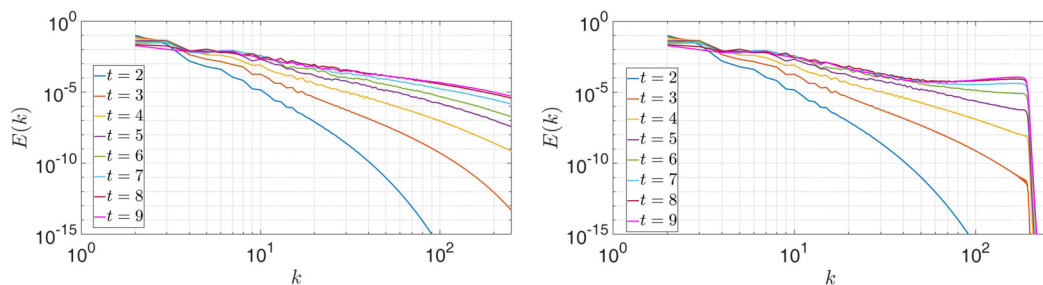 10^0
10^-5
10^-10
10^-15
E(k)
t = 2
t = 3
t = 4
t = 5
t = 6
t = 7
t = 8
t = 9
10^0 10^1 10^2
k
10^0
10^-5
10^-10
10^-15
E(k)
t = 2
t = 3
t = 4
t = 5
t = 6
t = 7
t = 8
t = 9
10^0 10^1 10^2
k